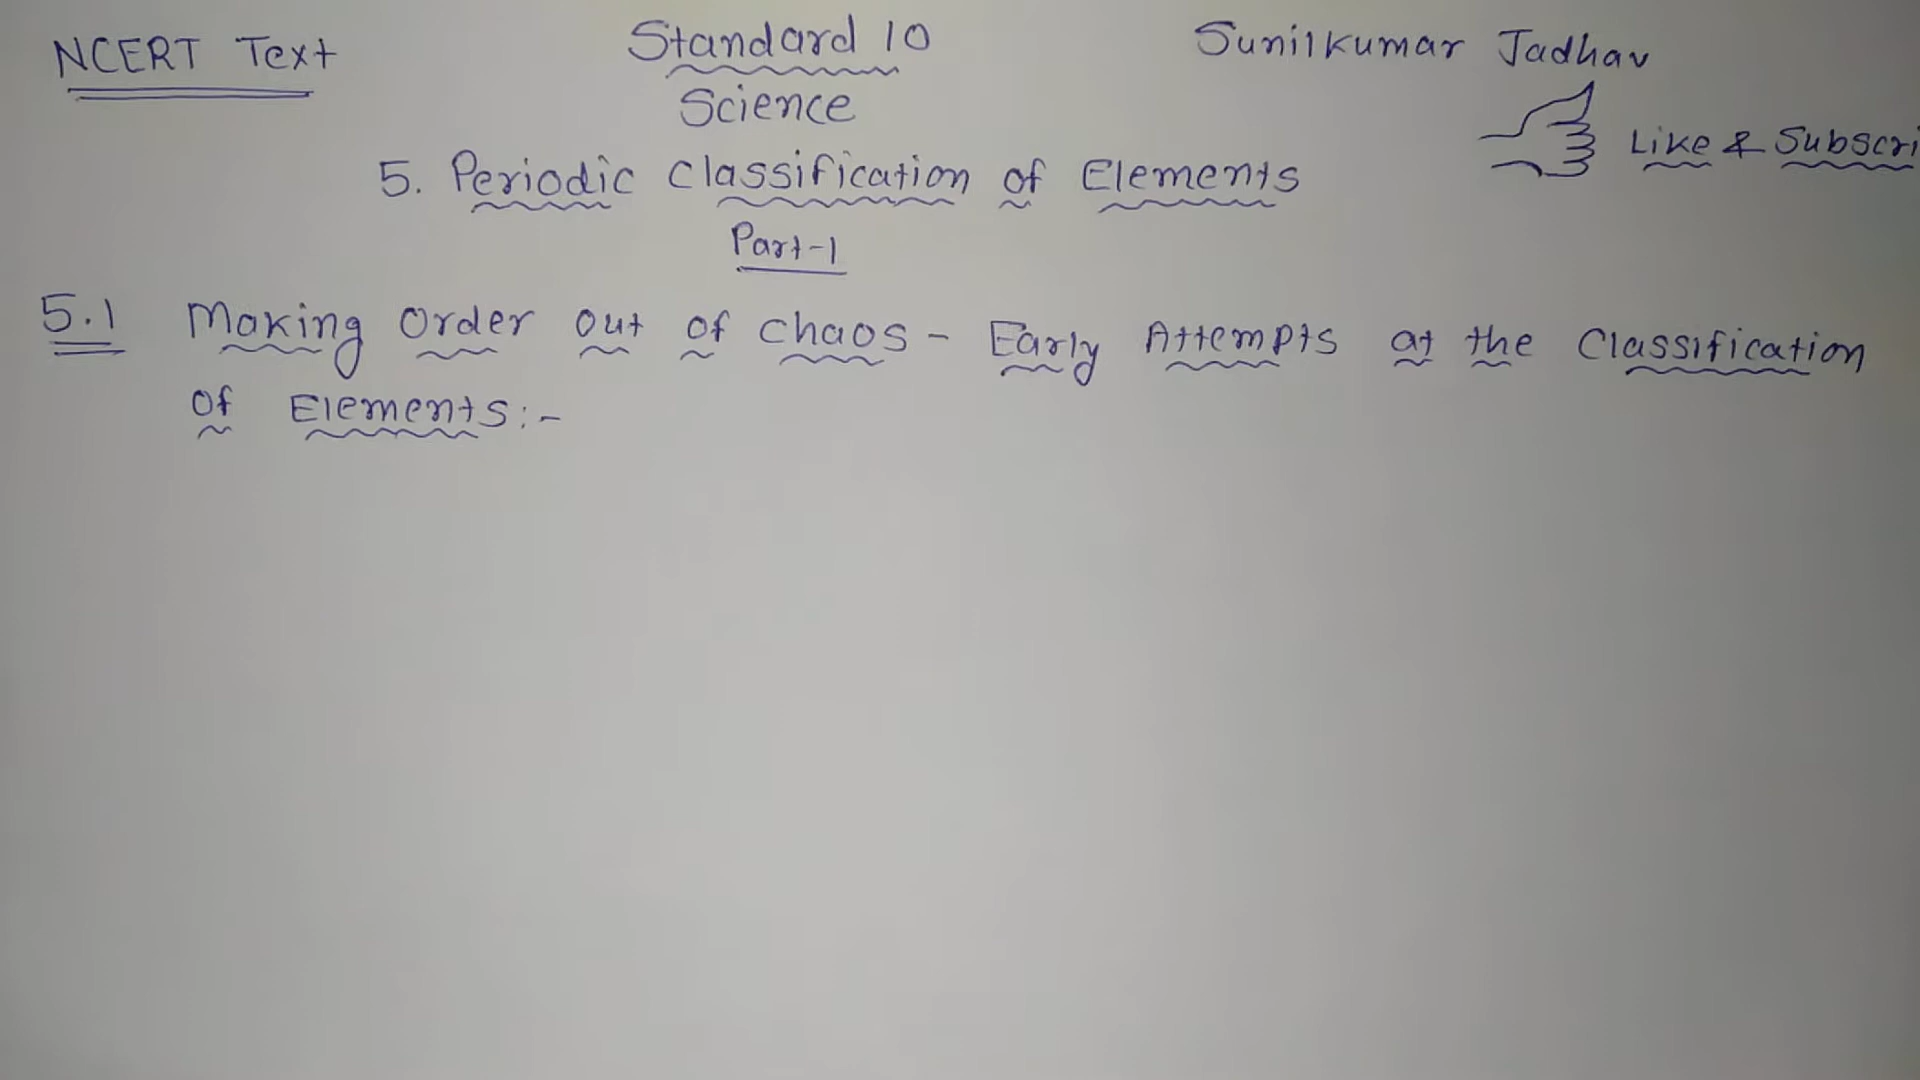 NCERT Text
Standard 10
Sunilkumar Jadhav
Science
Like & Subscri
5. Periodic Classification of Elements
Part-1
5.1 Making Order out of chaos - Early Attempts at the Classification
of Elements:-